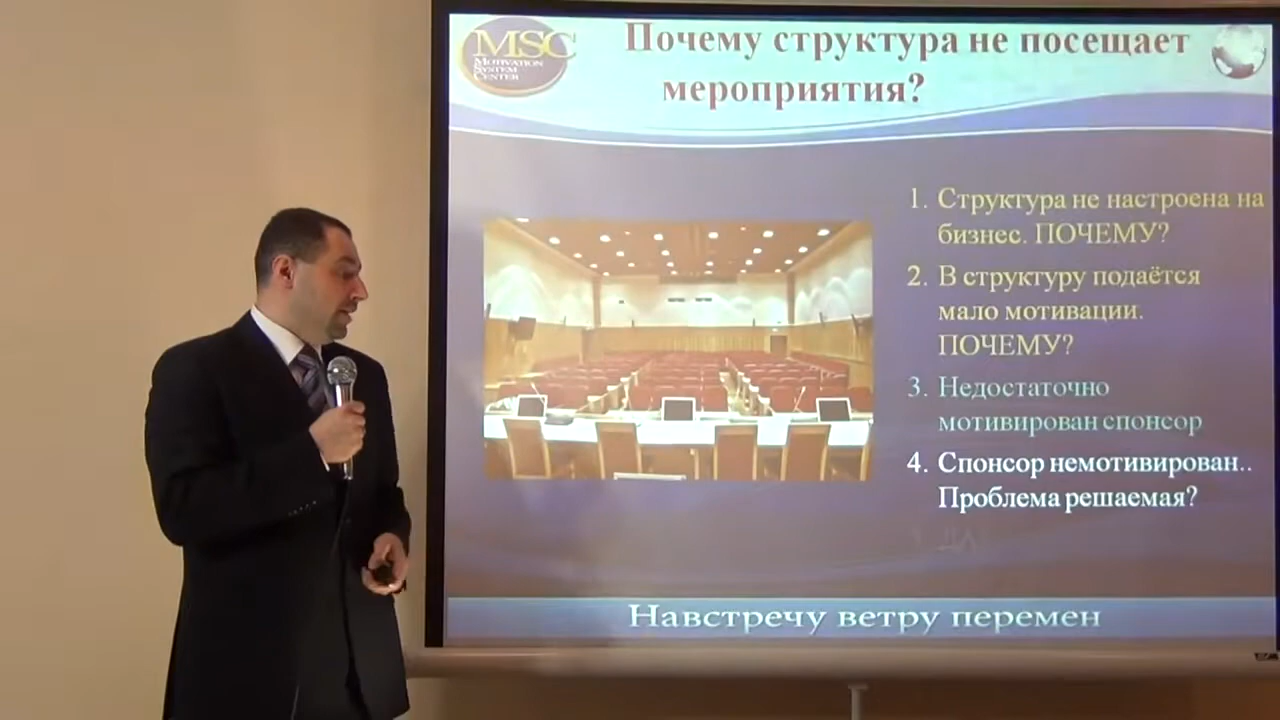 MSC
MOTIVATION
SYSTEM
CENTER
Почему структура не посещает
мероприятия?
1. Структура не настроена на
бизнес. ПОЧЕМУ?
2. В структуру подаётся
мало мотивации.
ПОЧЕМУ?
3. Недостаточно
мотивирован спонсор
4. Спонсор немотивирован..
Проблема решаемая?
ДА
Навстречу ветру перемен